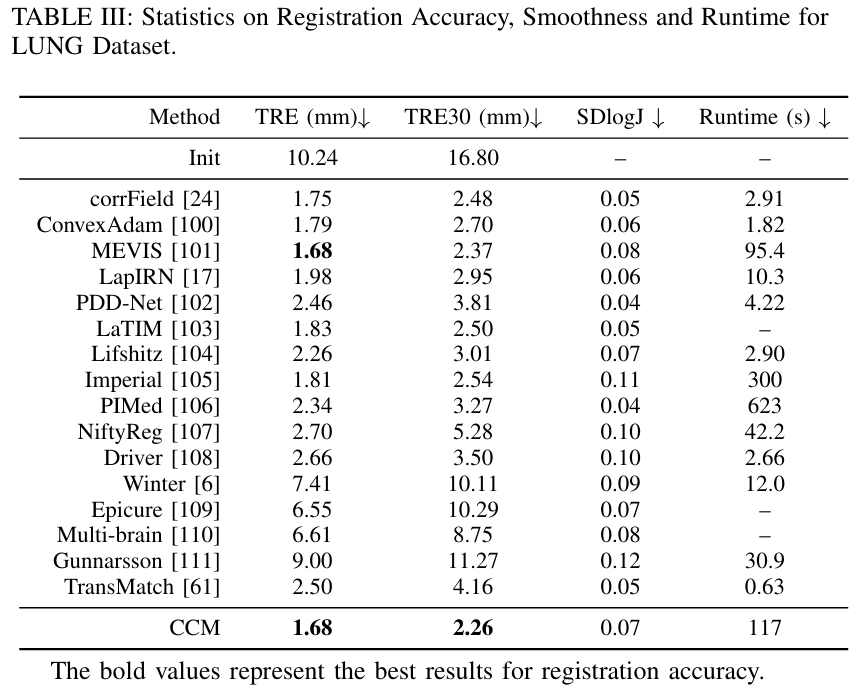 TABLE III: Statistics on Registration Accuracy, Smoothness and Runtime for
LUNG Dataset.
Method TRE (mm)↓ TRE30 (mm)↓ SDlogJ ↓ Runtime (s) ↓
Init 10.24 16.80 – –
corrField [24] 1.75 2.48 0.05 2.91
ConvexAdam [100] 1.79 2.70 0.06 1.82
MEVIS [101] 1.68 2.37 0.08 95.4
LapIRN [17] 1.98 2.95 0.06 10.3
PDD-Net [102] 2.46 3.81 0.04 4.22
LaTIM [103] 1.83 2.50 0.05 –
Lifshitz [104] 2.26 3.01 0.07 2.90
Imperial [105] 1.81 2.54 0.11 300
PIMed [106] 2.34 3.27 0.04 623
NiftyReg [107] 2.70 5.28 0.10 42.2
Driver [108] 2.66 3.50 0.10 2.66
Winter [6] 7.41 10.11 0.09 12.0
Epicure [109] 6.55 10.29 0.07 –
Multi-brain [110] 6.61 8.75 0.08 –
Gunnarsson [111] 9.00 11.27 0.12 30.9
TransMatch [61] 2.50 4.16 0.05 0.63
CCM 1.68 2.26 0.07 117
The bold values represent the best results for registration accuracy.